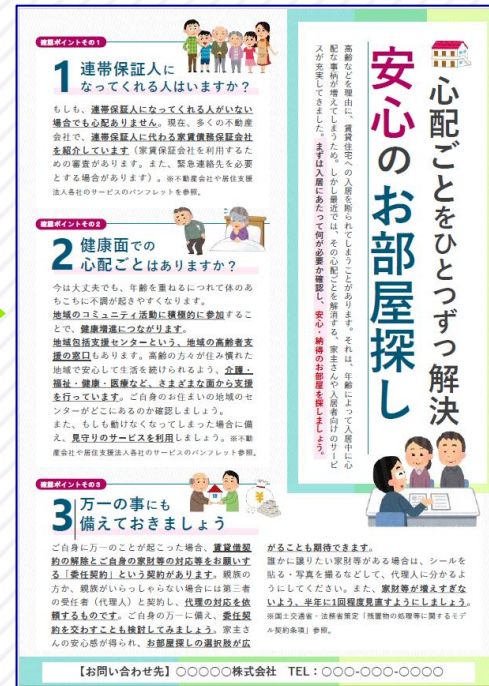 心配ごとをひとつずつ解決
安心のお部屋探し
高齢などを理由に、賃貸住宅への入居を断られてしまうことがあります。それは、年齢によって入居中に心
配な事柄が増えてしまうため。しかし最近では、その心配ごとを解消する、家主さんや入居者向けのサービ
スが充実してきました。まずは入居にあたって何が必要か確認し、安心・納得のお部屋を探しましょう。
確認ポイントその1
1 連帯保証人に
なってくれる人はいますか?
もしも、連帯保証人になってくれる人がいない
場合でも心配ありません。現在、多くの不動産
会社で、連帯保証人に代わる家賃債務保証会社
を紹介しています（家賃保証会社を利用するた
めの審査があります。また、緊急連絡先を必要
とする場合があります）。※不動産会社や居住支援
法人各社のサービスのパンフレットを参照。
確認ポイントその2
2 健康面での
心配ごとはありますか?
今は大丈夫でも、年齢を重ねるにつれて体のあ
ちこちに不調が起きやすくなります。
地域のコミュニティ活動に積極的に参加するこ
とで、健康増進につながります。
地域包括支援センターという、地域の高齢者支
援の窓口もあります。高齢の方々が住み慣れた
地域で安心して生活を続けられるよう、介護・
福祉・健康・医療など、さまざまな面から支援
を行っています。ご自身のお住まいの地域のセ
ンターがどこにあるのか確認しましょう。
また、もしも動けなくなってしまった場合に備
え、見守りのサービスを利用しましょう。※不動
産会社や居住支援法人各社のサービスのパンフレット参照。
確認ポイントその3
3 万一の事にも
備えておきましょう
ご自身に万一のことが起こった場合、賃貸借契
約の解除とご自身の家財等の対応等をお願いす
る「委任契約」という契約があります。親族の
方か、親族がいらっしゃらない場合には第三者
の受任者（代理人）と契約し、代理の対応を依
頼するものです。ご自身の万一に備え、委任契
約を交わすことも検討してみましょう。家主さ
んの安心感が得られ、お部屋探しの選択肢が広
がることも期待できます。
誰かに譲りたい家財等がある場合は、シールを
貼る・写真を撮るなどして、代理人に分かるよ
うにしてください。また、家財等が増えすぎな
いよう、半年に1回程度見直すようにしましょう。
※国土交通省・法務省策定「残置物の処理等に関するモデ
ル契約条項」参照。
【お問い合わせ先】○○○○○株式会社 TEL：○○○-○○○-○○○○